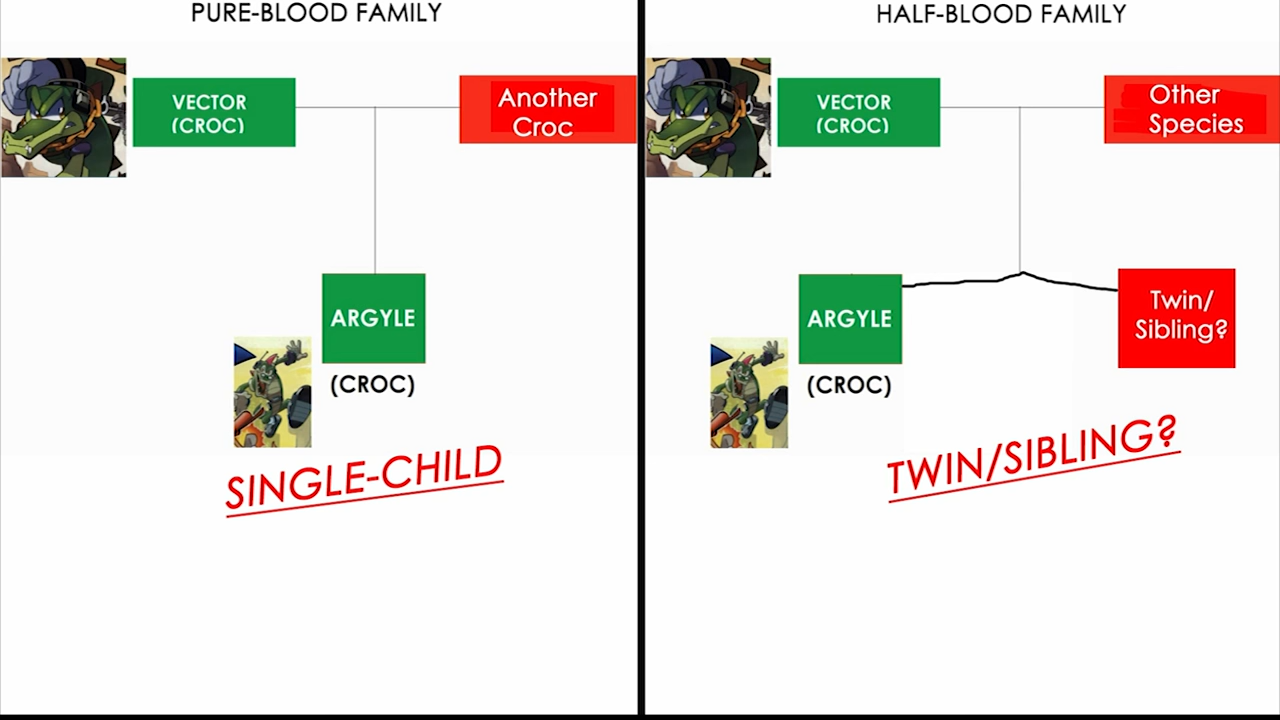 PURE-BLOOD FAMILY
VECTOR
(CROC)
Another
Croc
ARGYLE
(CROC)
SINGLE-CHILD
HALF-BLOOD FAMILY
VECTOR
(CROC)
Other
Species
ARGYLE
(CROC)
Twin/
Sibling?
TWIN/SIBLING?